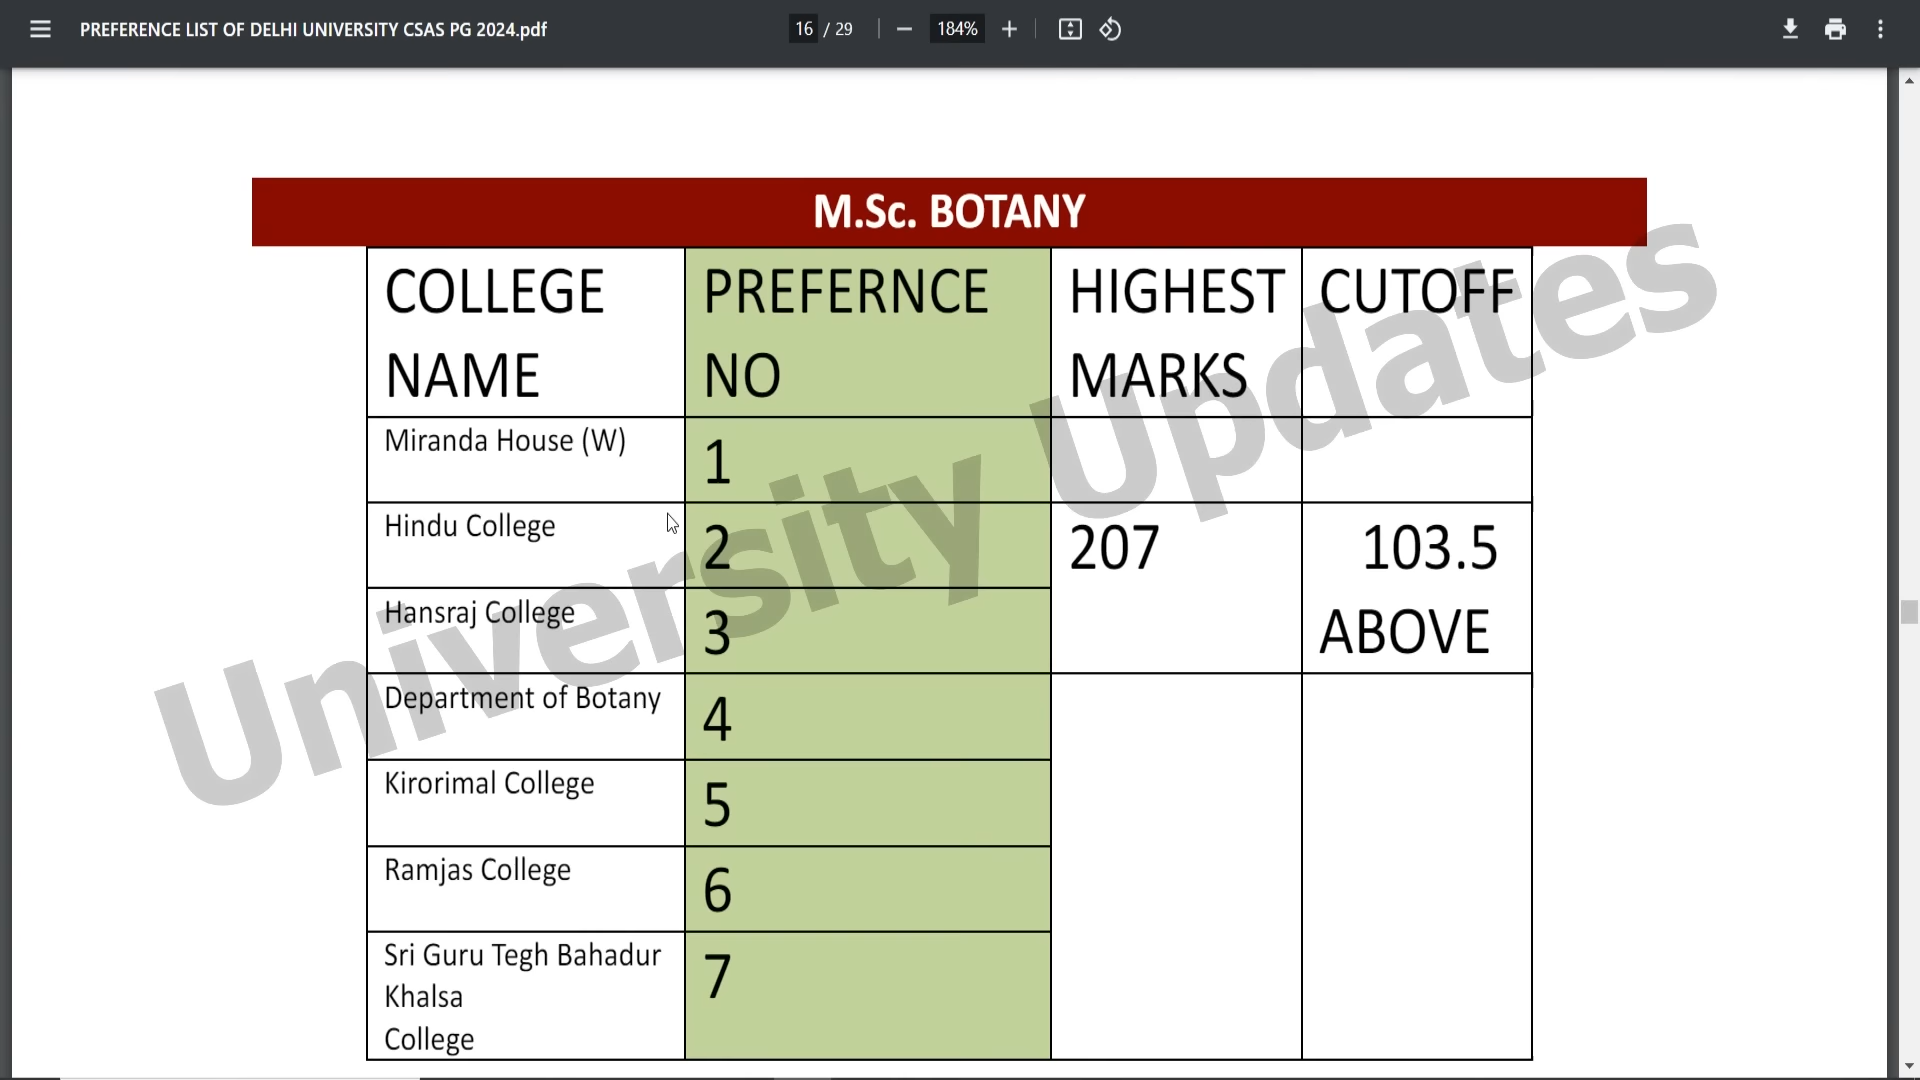 PREFERENCE LIST OF DELHI UNIVERSITY CSAS PG 2024.pdf
16 / 29
184%
M.Sc. BOTANY
COLLEGE NAME
PREFERNCE NO
HIGHEST MARKS
CUTOFF
Miranda House (W)
1
Hindu College
2
207
103.5 ABOVE
Hansraj College
3
Department of Botany
4
Kirorimal College
5
Ramjas College
6
Sri Guru Tegh Bahadur
Khalsa
College
7
University Updates